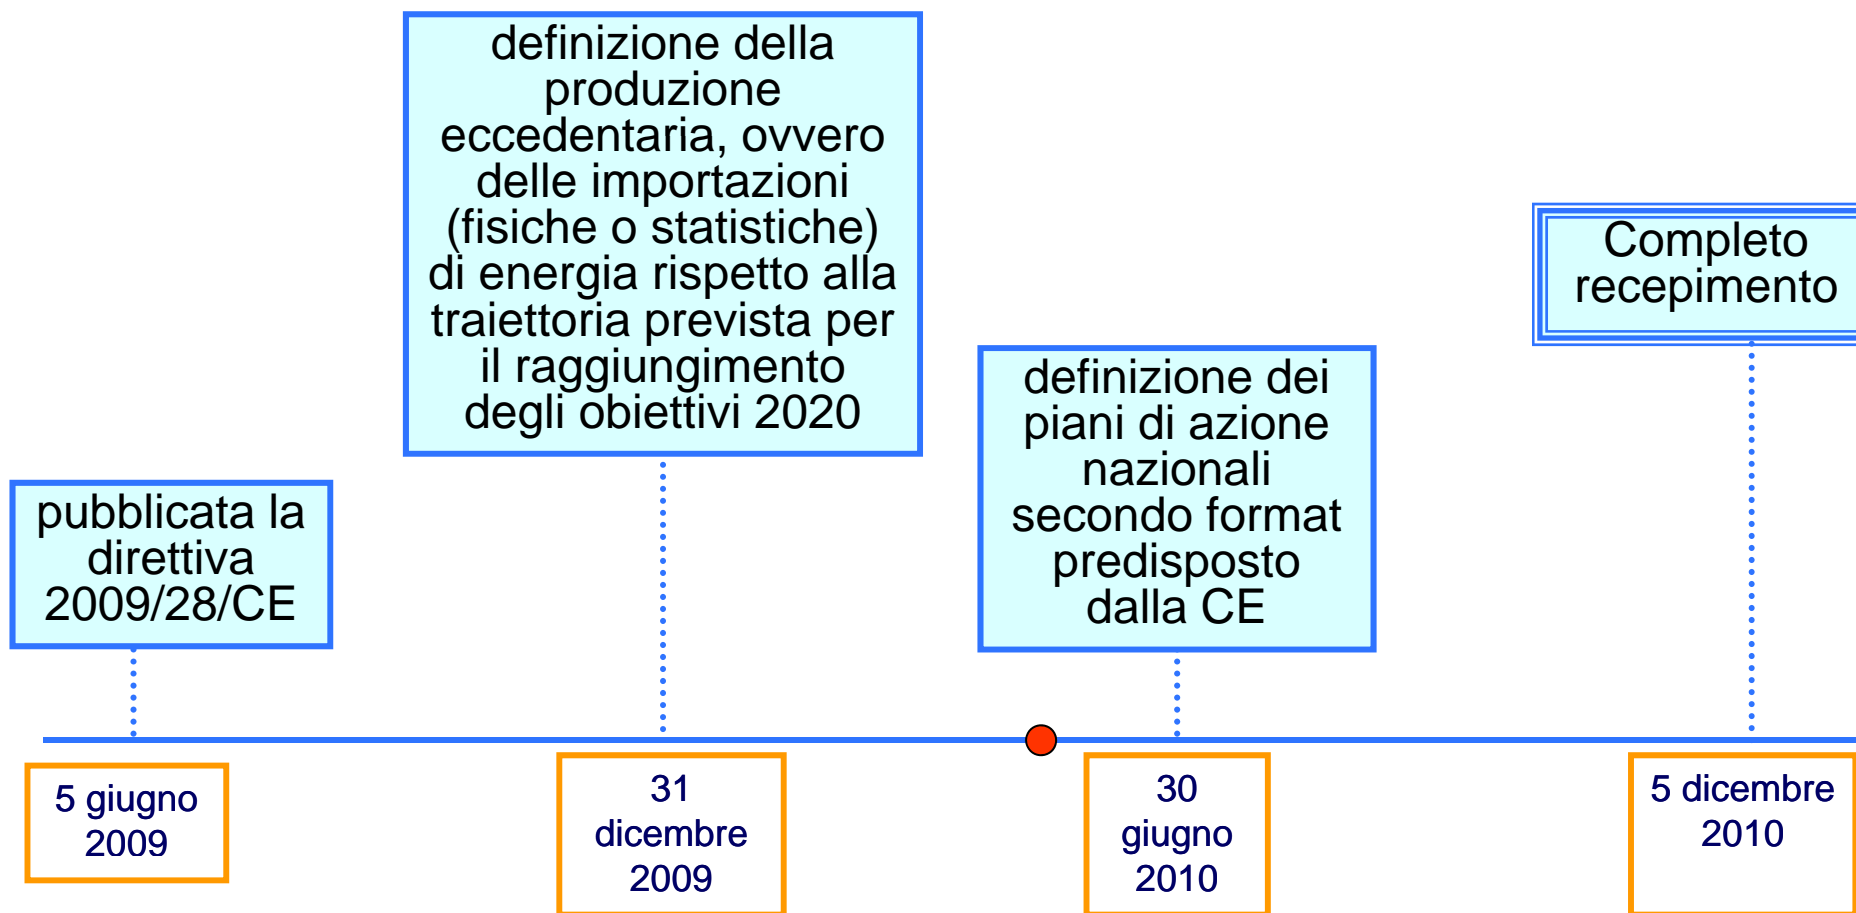 definizione della
produzione
eccedentaria, ovvero
delle importazioni
(fisiche o statistiche)
di energia rispetto alla
traiettoria prevista per
il raggiungimento
degli obiettivi 2020
Completo
recepimento
definizione dei
piani di azione
nazionali
secondo format
predisposto
dalla CE
pubblicata la
direttiva
2009/28/CE
5 giugno
2009
31
dicembre
2009
30
giugno
2010
5 dicembre
2010